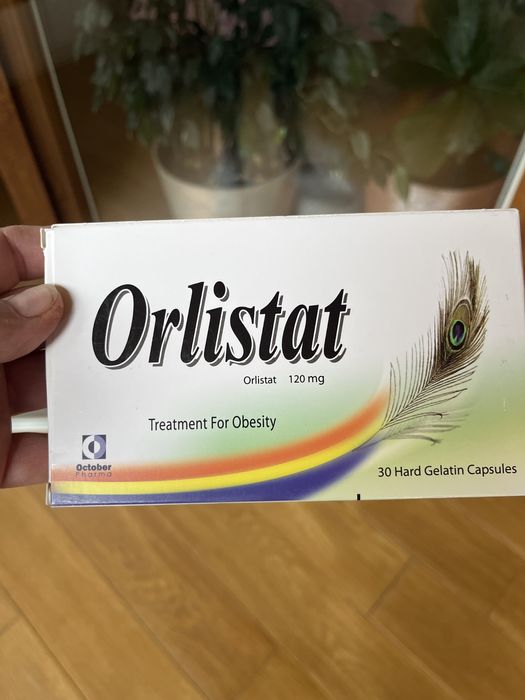 Orlistat
Orlistat 120 mg
Treatment For Obesity
October
Pharma
30 Hard Gelatin Capsules